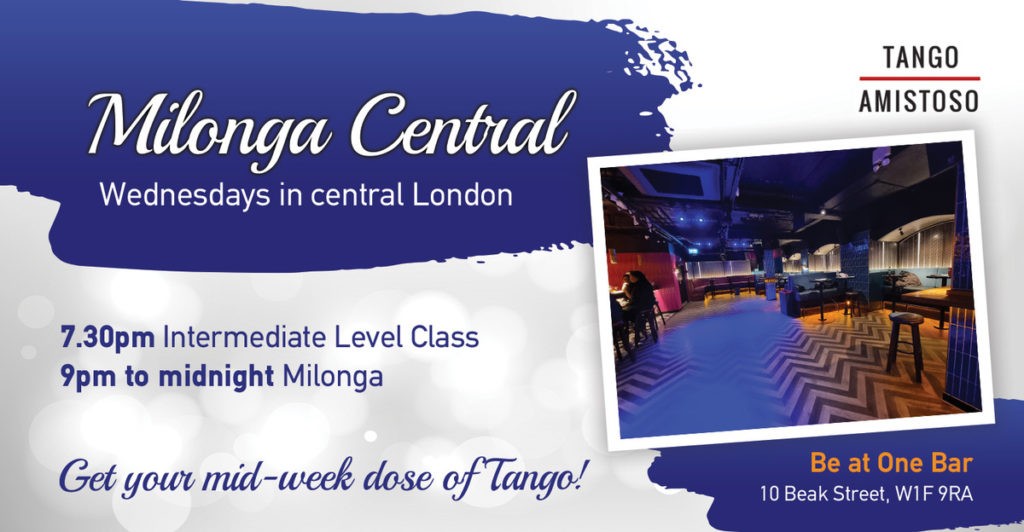 Milonga Central
Wednesdays in central London
TANGO
AMISTOSO
7.30pm Intermediate Level Class
9pm to midnight Milonga
Get your mid-week dose of Tango!
Be at One Bar
10 Beak Street, W1F 9RA